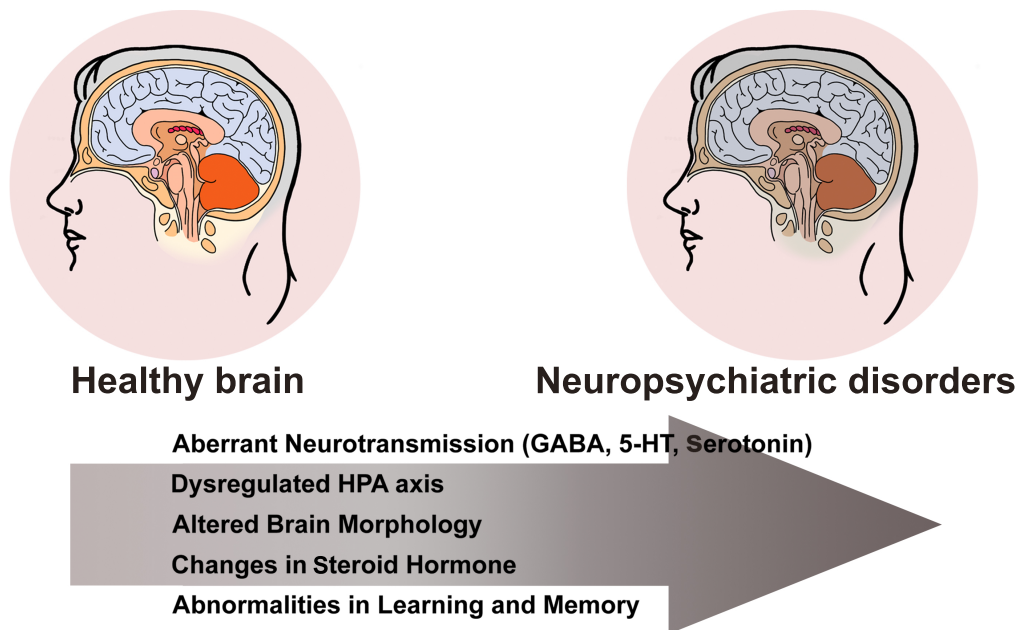 Healthy brain
Neuropsychiatric disorders
Aberrant Neurotransmission (GABA, 5-HT, Serotonin)
Dysregulated HPA axis
Altered Brain Morphology
Changes in Steroid Hormone
Abnormalities in Learning and Memory